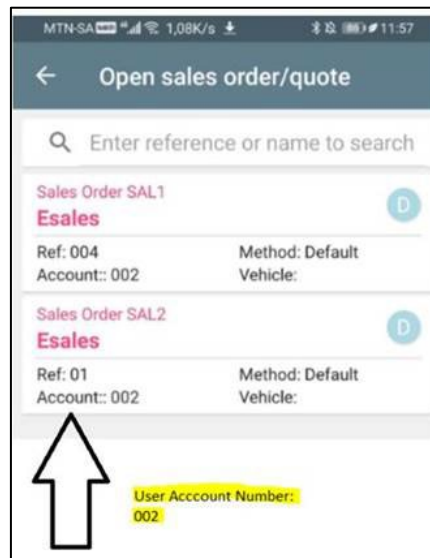 MTN-SA 1,08K/s 11:57
Open sales order/quote
Enter reference or name to search
Sales Order SAL1
Esales
D
Ref: 004 Method: Default
Account:: 002 Vehicle:
Sales Order SAL2
Esales
D
Ref: 01 Method: Default
Account:: 002 Vehicle:
User Acccount Number:
002